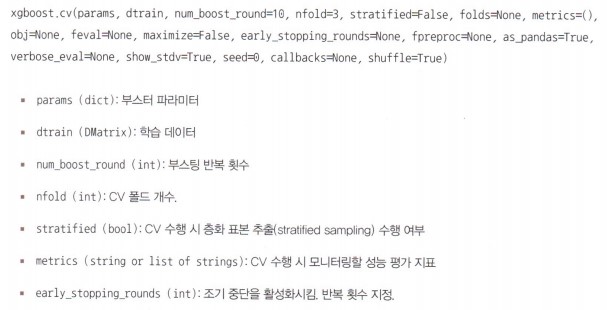 xgboost.cv(params, dtrain, num_boost_round=10, nfold=3, stratified=False, folds=None, metrics=(),
obj=None, feval=None, maximize=False, early_stopping_rounds=None, fpreproc=None, as_pandas=True,
verbose_eval=None, show_stdv=True, seed=0, callbacks=None, shuffle=True)
▪ params (dict): 부스터 파라미터
▪ dtrain (DMatrix): 학습 데이터
▪ num_boost_round (int): 부스팅 반복 횟수
▪ nfold (int): CV 폴드 개수.
▪ stratified (bool): CV 수행 시 층화 표본 추출(stratified sampling) 수행 여부
▪ metrics (string or list of strings): CV 수행 시 모니터링할 성능 평가 지표
▪ early_stopping_rounds (int): 조기 중단을 활성화시킴. 반복 횟수 지정.